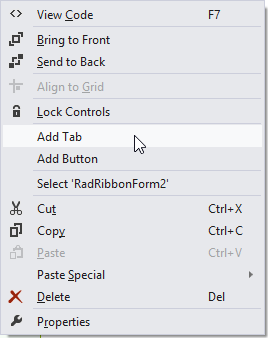 View Code F7
Bring to Front
Send to Back
Align to Grid
Lock Controls
Add Tab
Add Button
Select 'RadRibbonForm2'
Cut Ctrl+X
Copy Ctrl+C
Paste Ctrl+V
Paste Special
Delete Del
Properties